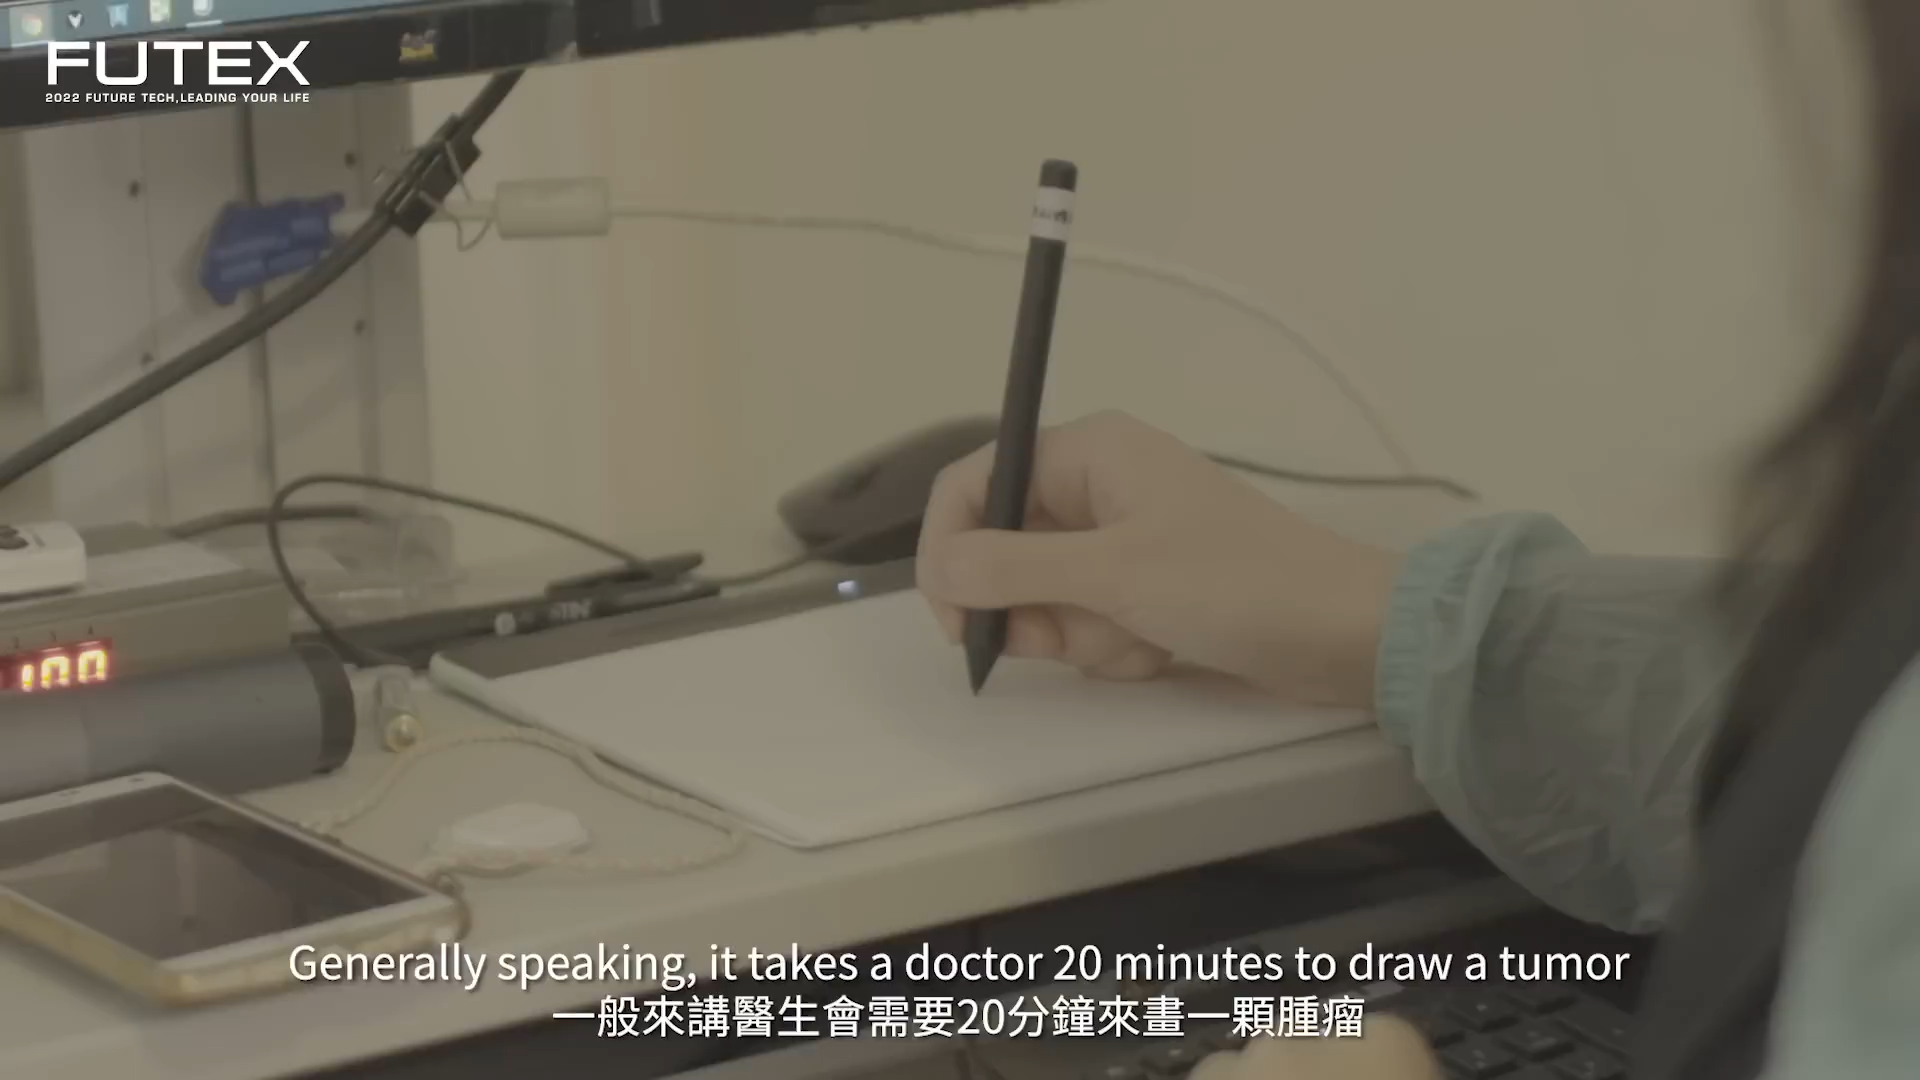 FUTEX
2022 FUTURE TECH,LEADING YOUR LIFE
100
Generally speaking, it takes a doctor 20 minutes to draw a tumor
一般來講醫生會需要20分鐘來畫一顆腫瘤